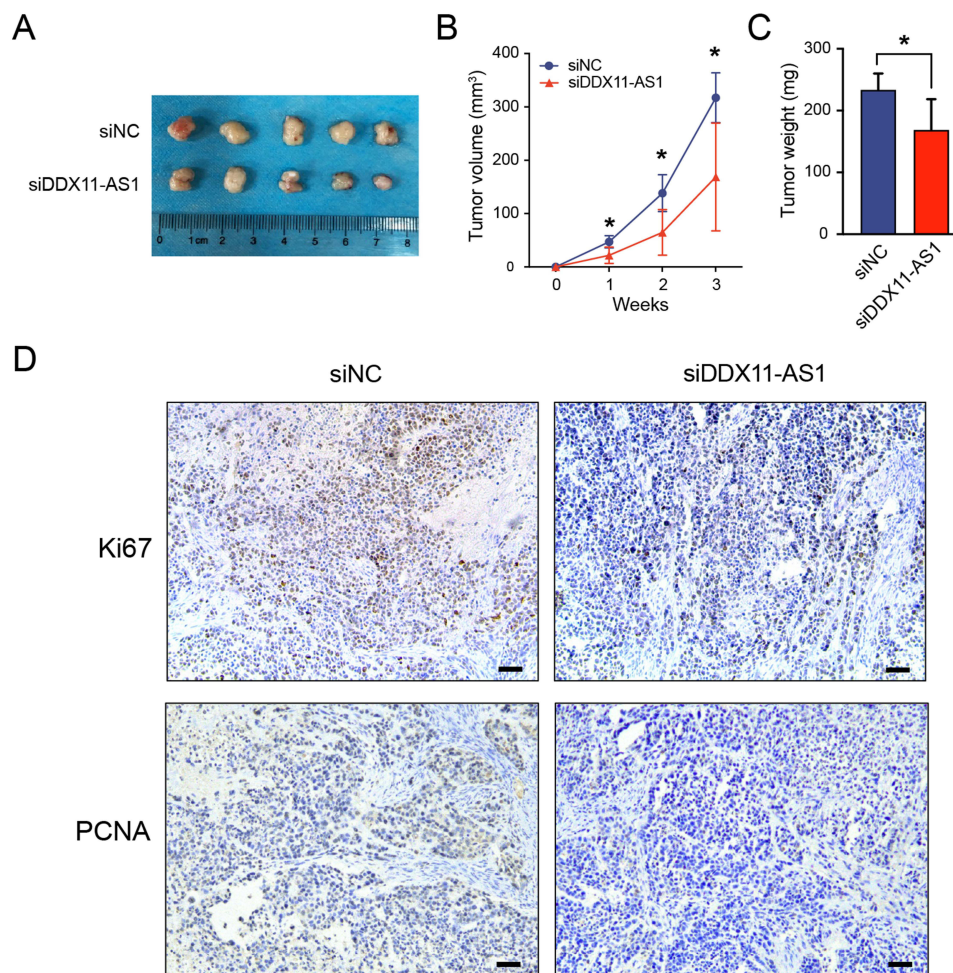 A
siNC
siDDX11-AS1
0 1cm 2 3 4 5 6 7 8
B
Tumor volume (mm³)
400
300
200
100
0
siNC
siDDX11-AS1
*
*
*
0 1 2 3
Weeks
C
Tumor weight (mg)
300
200
100
0
*
siNC
siDDX11-AS1
D
siNC
siDDX11-AS1
Ki67
PCNA